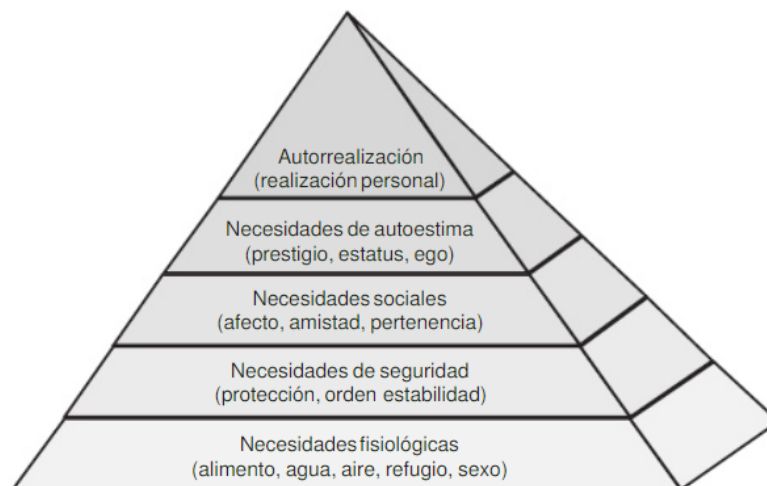 Autorrealización
(realización personal)
Necesidades de autoestima
(prestigio, estatus, ego)
Necesidades sociales
(afecto, amistad, pertenencia)
Necesidades de seguridad
(protección, orden estabilidad)
Necesidades fisiológicas
(alimento, agua, aire, refugio, sexo)